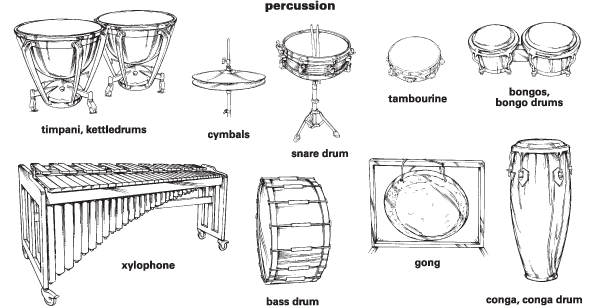 percussion
timpani, kettledrums
cymbals
snare drum
tambourine
bongos,
bongo drums
xylophone
bass drum
gong
conga, conga drum